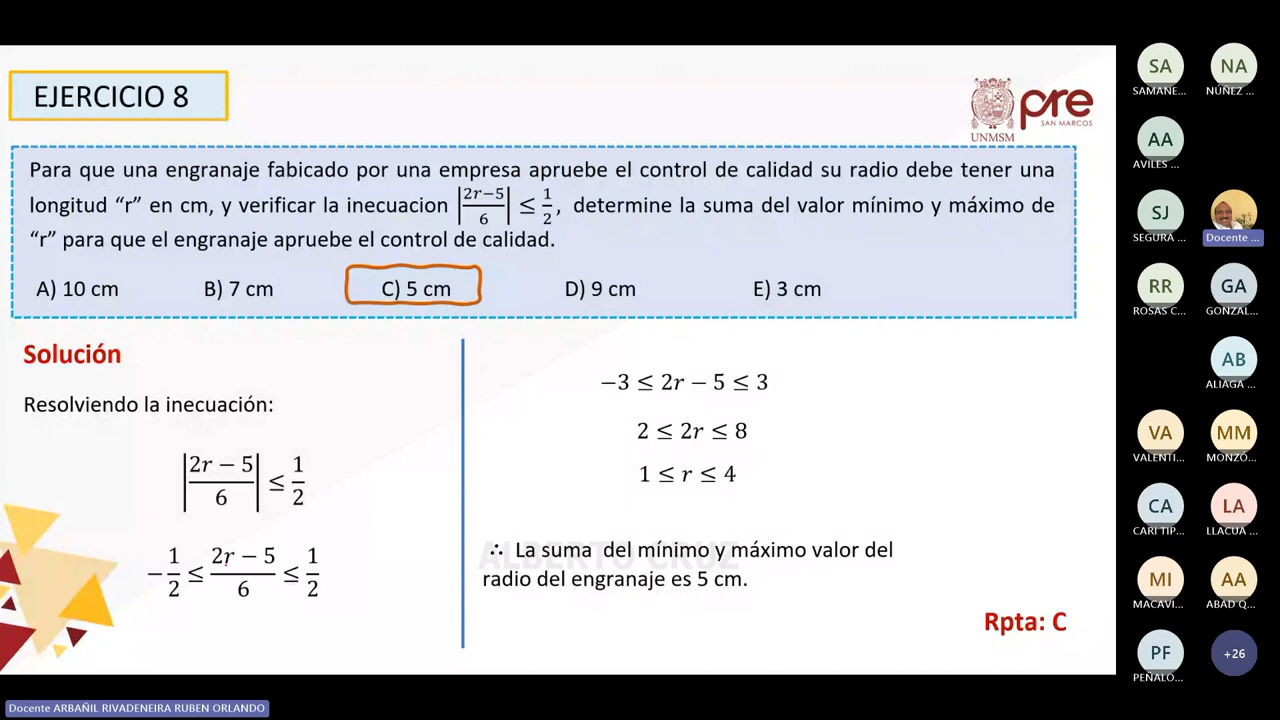 EJERCICIO 8
UNMSM
pre
SAN MARCOS
Para que una engranaje fabicado por una empresa apruebe el control de calidad su radio debe tener una
longitud “r” en cm, y verificar la inecuacion |(2r−5)/6| ≤ 1/2, determine la suma del valor mínimo y máximo de
“r” para que el engranaje apruebe el control de calidad.
A) 10 cm B) 7 cm C) 5 cm D) 9 cm E) 3 cm
Solución
Resolviendo la inecuación:
|(2r − 5)/6| ≤ 1/2
−1/2 ≤ (2r − 5)/6 ≤ 1/2
−3 ≤ 2r − 5 ≤ 3
2 ≤ 2r ≤ 8
1 ≤ r ≤ 4
ALBERTO CRUZ
∴ La suma del mínimo y máximo valor del
radio del engranaje es 5 cm.
Rpta: C
SA NA
SAMANE... NÚÑEZ ...
AA
AVILES ...
SJ
SEGURA ... Docente ...
RR GA
ROSAS C... GONZAL...
AB
ALIAGA ...
VA MM
VALENTI... MONZÓ...
CA LA
CARI TIP... LLACUA...
MI AA
MACAVI... ABAD Q...
PF +26
PEÑALO...
Docente ARBAÑIL RIVADENEIRA RUBEN ORLANDO